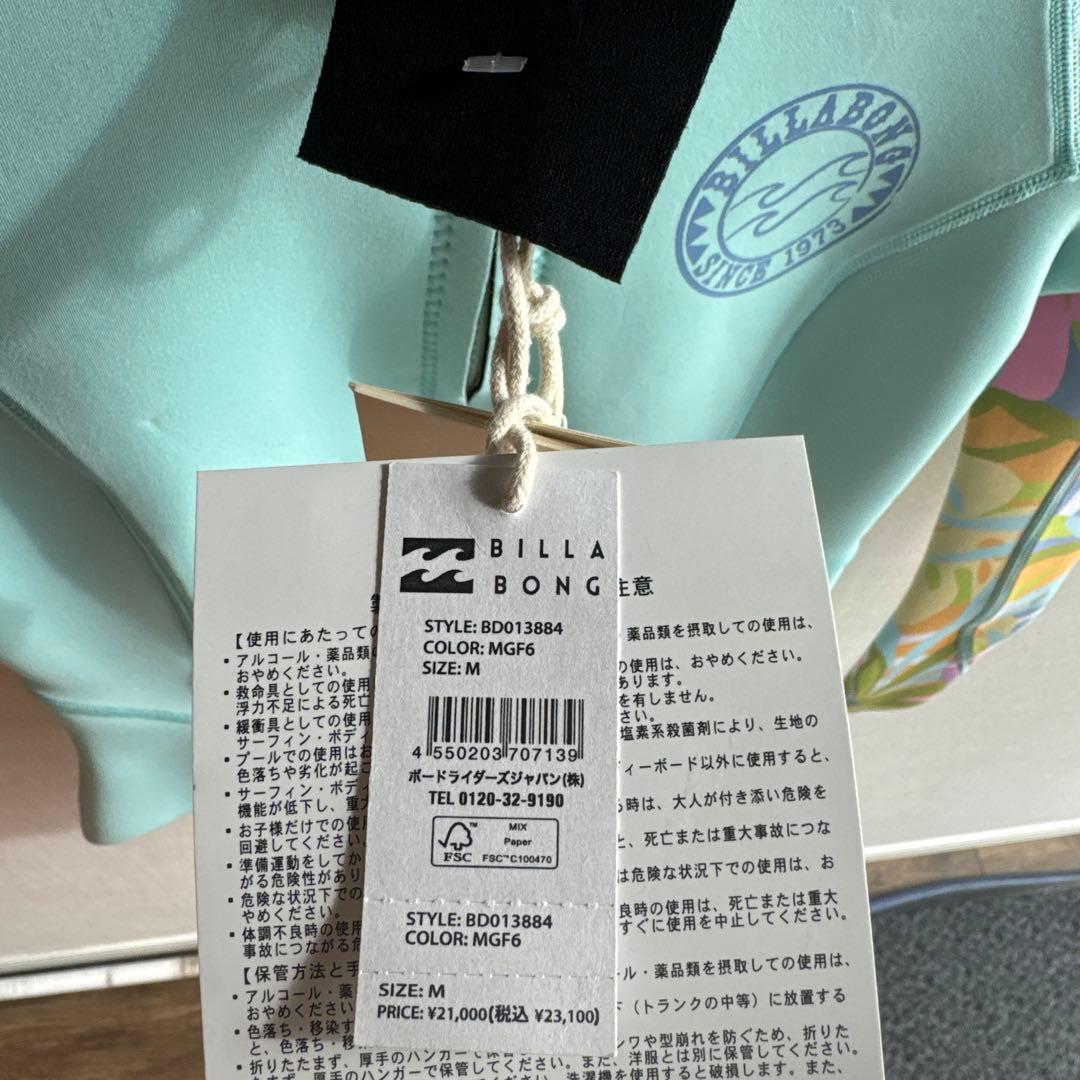 BILLABONG
SINCE 1973
BILLA
BONG
STYLE: BD013884
COLOR: MGF6
SIZE: M
4 550203 707139
ボードライダーズジャパン(株)
TEL 0120-32-9190
FSC™
MIX
Paper
FSC™C100470
STYLE: BD013884
COLOR: MGF6
SIZE: M
PRICE: ¥21,000(税込 ¥23,100)
注意
【使用にあたっての
・アルコール・薬品類の
おやめください。
・救命具としての使用
浮力不足による死亡
・緩衝具としての使用
サーフィン・ボディ
・プールでの使用はお
色落ちや劣化が起こ
・サーフィン・ボディ
機能が低下し、重大
・お子様だけでの使用
回避してください。
・準備運動をしてか
がる危険性があり
・危険な状況下での
やめください。
・体調不良時の使用
事故につながる危
【保管方法と手
・アルコール・薬
おやめください
・色落ち・移染す
と、色落ち・移染
・折りたたまず、厚手のハンガーで保管
・薬品類を摂取しての使用は、
の使用は、おやめください。
あります。
を有しません。
さい。
塩素系殺菌剤により、生地の
ディーボード以外に使用すると、
る時は、大人が付き添い危険を
と、死亡または重大事故につな
は危険な状況下での使用は、お
良時の使用は、死亡または重大
すぐに使用を中止してください。
ール・薬品類を摂取しての使用は、
下（トランクの中等）に放置する
シワや型崩れを防ぐため、折りた
してください。また、洋服とは別に保管してください。
洗濯機を使用すると破損します。また、